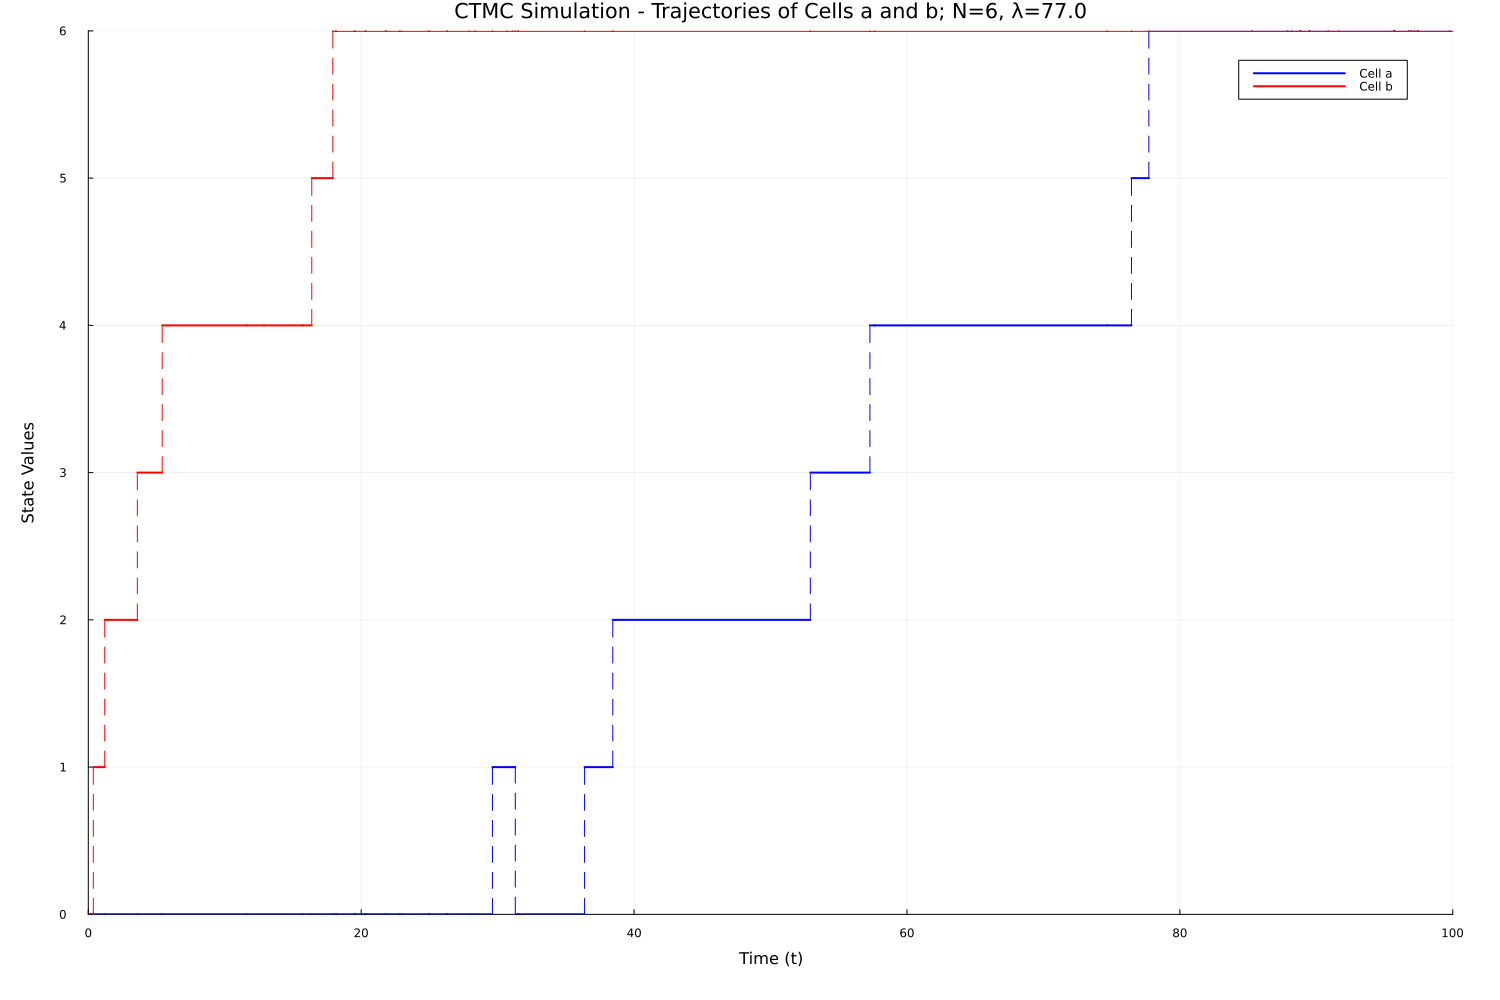 CTMC Simulation - Trajectories of Cells a and b; N=6, λ=77.0
6
Cell a
Cell b
5
4
3
State Values
2
1
0
0 20 40 60 80 100
Time (t)